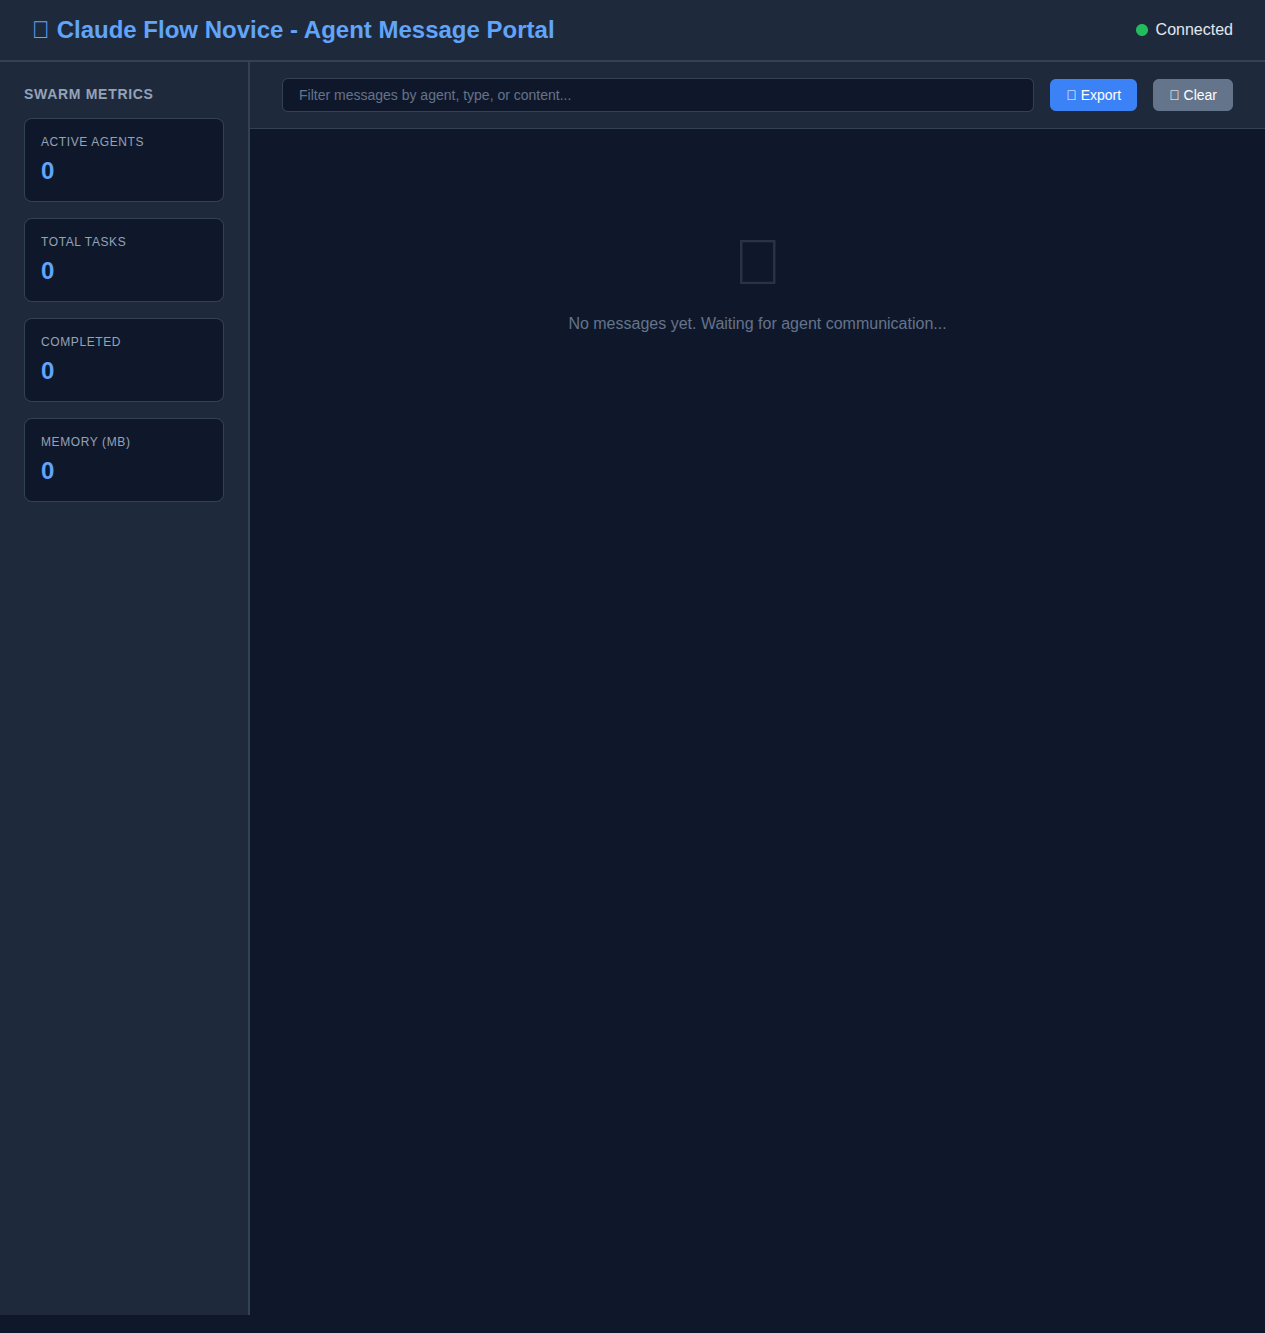 Claude Flow Novice - Agent Message Portal
Connected
SWARM METRICS
ACTIVE AGENTS
0
TOTAL TASKS
0
COMPLETED
0
MEMORY (MB)
0
Filter messages by agent, type, or content...
Export
Clear
No messages yet. Waiting for agent communication...